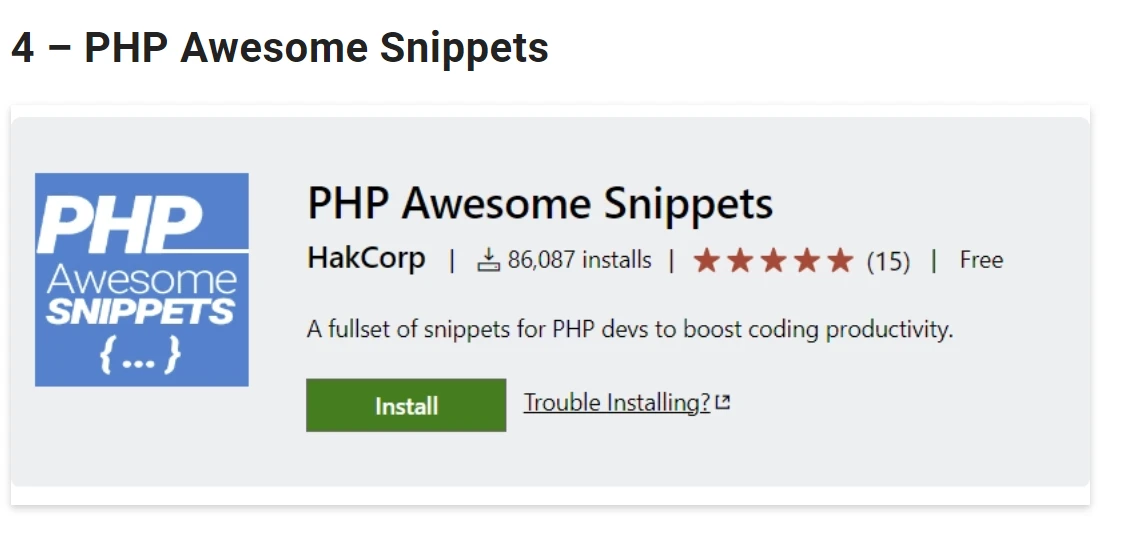 4 – PHP Awesome Snippets
PHP
Awesome
SNIPPETS
{...}
PHP Awesome Snippets
HakCorp | 86,087 installs | ★★★★★ (15) | Free
A fullset of snippets for PHP devs to boost coding productivity.
Install Trouble Installing?